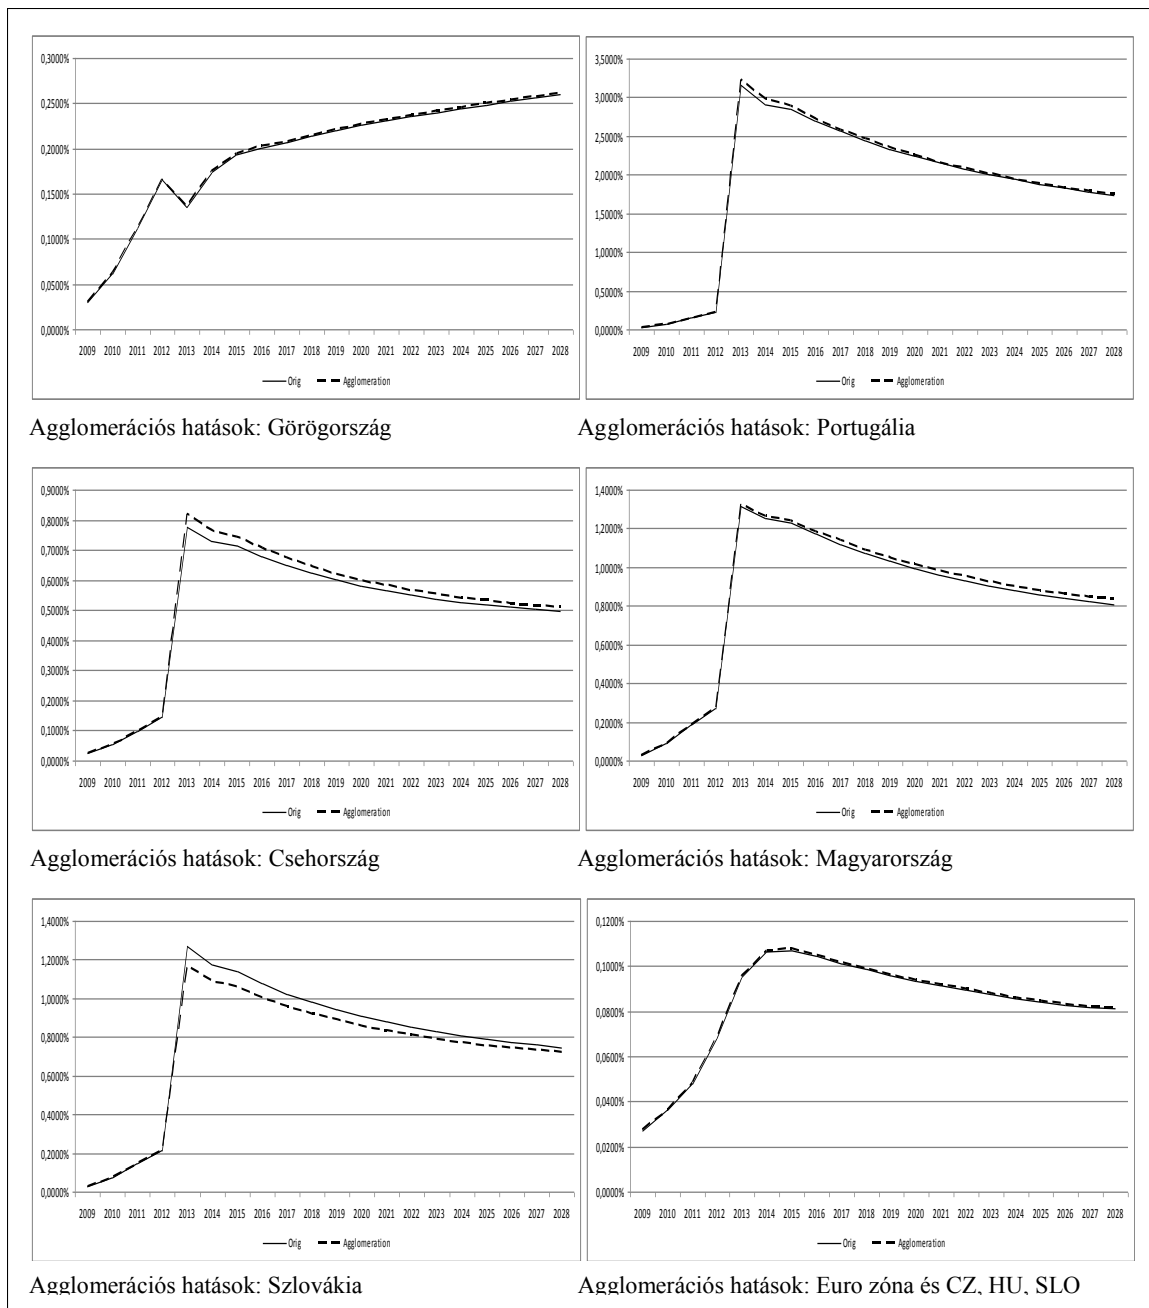 0,3000%
0,2500%
0,2000%
0,1500%
0,1000%
0,0500%
0,0000%
2009 2010 2011 2012 2013 2014 2015 2016 2017 2018 2019 2020 2021 2022 2023 2024 2025 2026 2027 2028
Orig Agglomeration
Agglomerációs hatások: Görögország
3,5000%
3,0000%
2,5000%
2,0000%
1,5000%
1,0000%
0,5000%
0,0000%
2009 2010 2011 2012 2013 2014 2015 2016 2017 2018 2019 2020 2021 2022 2023 2024 2025 2026 2027 2028
Orig Agglomeration
Agglomerációs hatások: Portugália
0,9000%
0,8000%
0,7000%
0,6000%
0,5000%
0,4000%
0,3000%
0,2000%
0,1000%
0,0000%
2009 2010 2011 2012 2013 2014 2015 2016 2017 2018 2019 2020 2021 2022 2023 2024 2025 2026 2027 2028
Orig Agglomeration
Agglomerációs hatások: Csehország
1,4000%
1,2000%
1,0000%
0,8000%
0,6000%
0,4000%
0,2000%
0,0000%
2009 2010 2011 2012 2013 2014 2015 2016 2017 2018 2019 2020 2021 2022 2023 2024 2025 2026 2027 2028
Orig Agglomeration
Agglomerációs hatások: Magyarország
1,4000%
1,2000%
1,0000%
0,8000%
0,6000%
0,4000%
0,2000%
0,0000%
2009 2010 2011 2012 2013 2014 2015 2016 2017 2018 2019 2020 2021 2022 2023 2024 2025 2026 2027 2028
Orig Agglomeration
Agglomerációs hatások: Szlovákia
0,1200%
0,1000%
0,0800%
0,0600%
0,0400%
0,0200%
0,0000%
2009 2010 2011 2012 2013 2014 2015 2016 2017 2018 2019 2020 2021 2022 2023 2024 2025 2026 2027 2028
Orig Agglomeration
Agglomerációs hatások: Euro zóna és CZ, HU, SLO